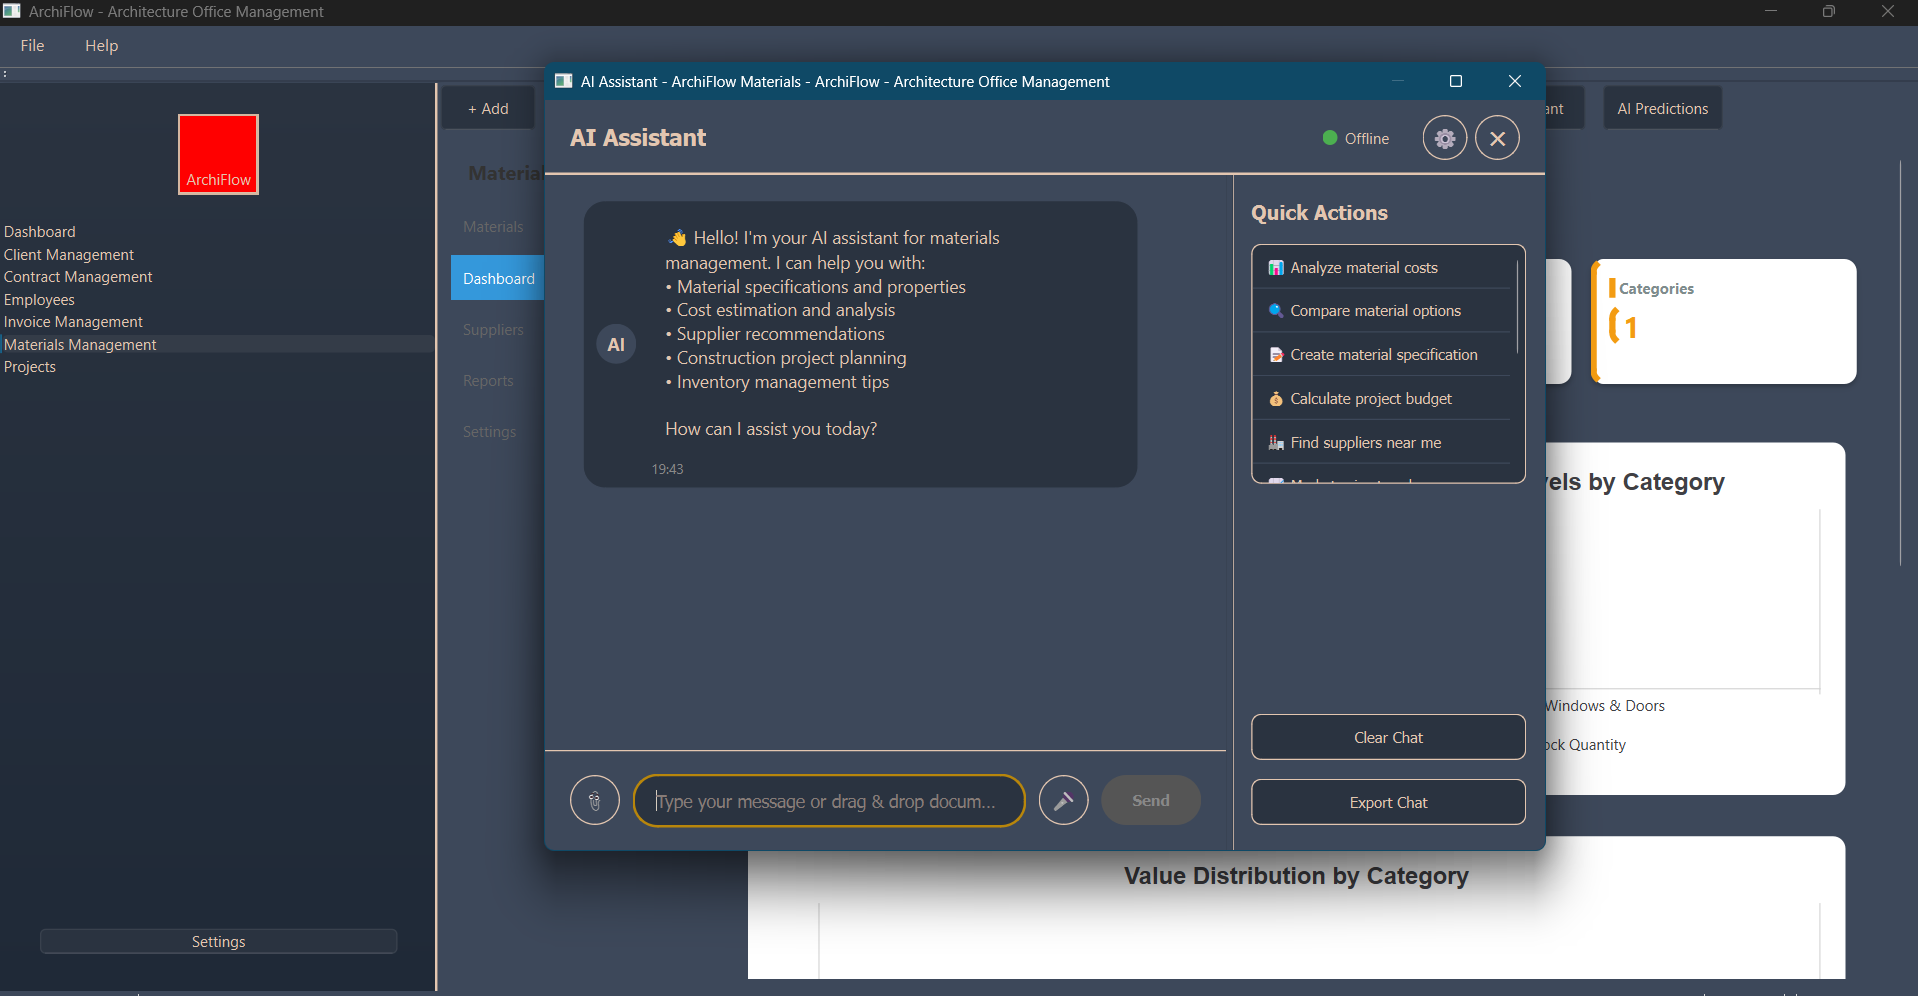 ArchiFlow - Architecture Office Management
File
Help
ArchiFlow
Dashboard
Client Management
Contract Management
Employees
Invoice Management
Materials Management
Projects
Settings
+ Add
AI Predictions
Materials
Dashboard
Suppliers
Reports
Settings
AI Assistant - ArchiFlow Materials - ArchiFlow - Architecture Office Management
AI Assistant
Offline
AI
👋 Hello! I'm your AI assistant for materials
management. I can help you with:
• Material specifications and properties
• Cost estimation and analysis
• Supplier recommendations
• Construction project planning
• Inventory management tips
How can I assist you today?
19:43
Type your message or drag & drop docum...
Send
Quick Actions
Analyze material costs
Compare material options
Create material specification
Calculate project budget
Find suppliers near me
Clear Chat
Export Chat
Categories
1
by Category
Windows & Doors
Quantity
Value Distribution by Category